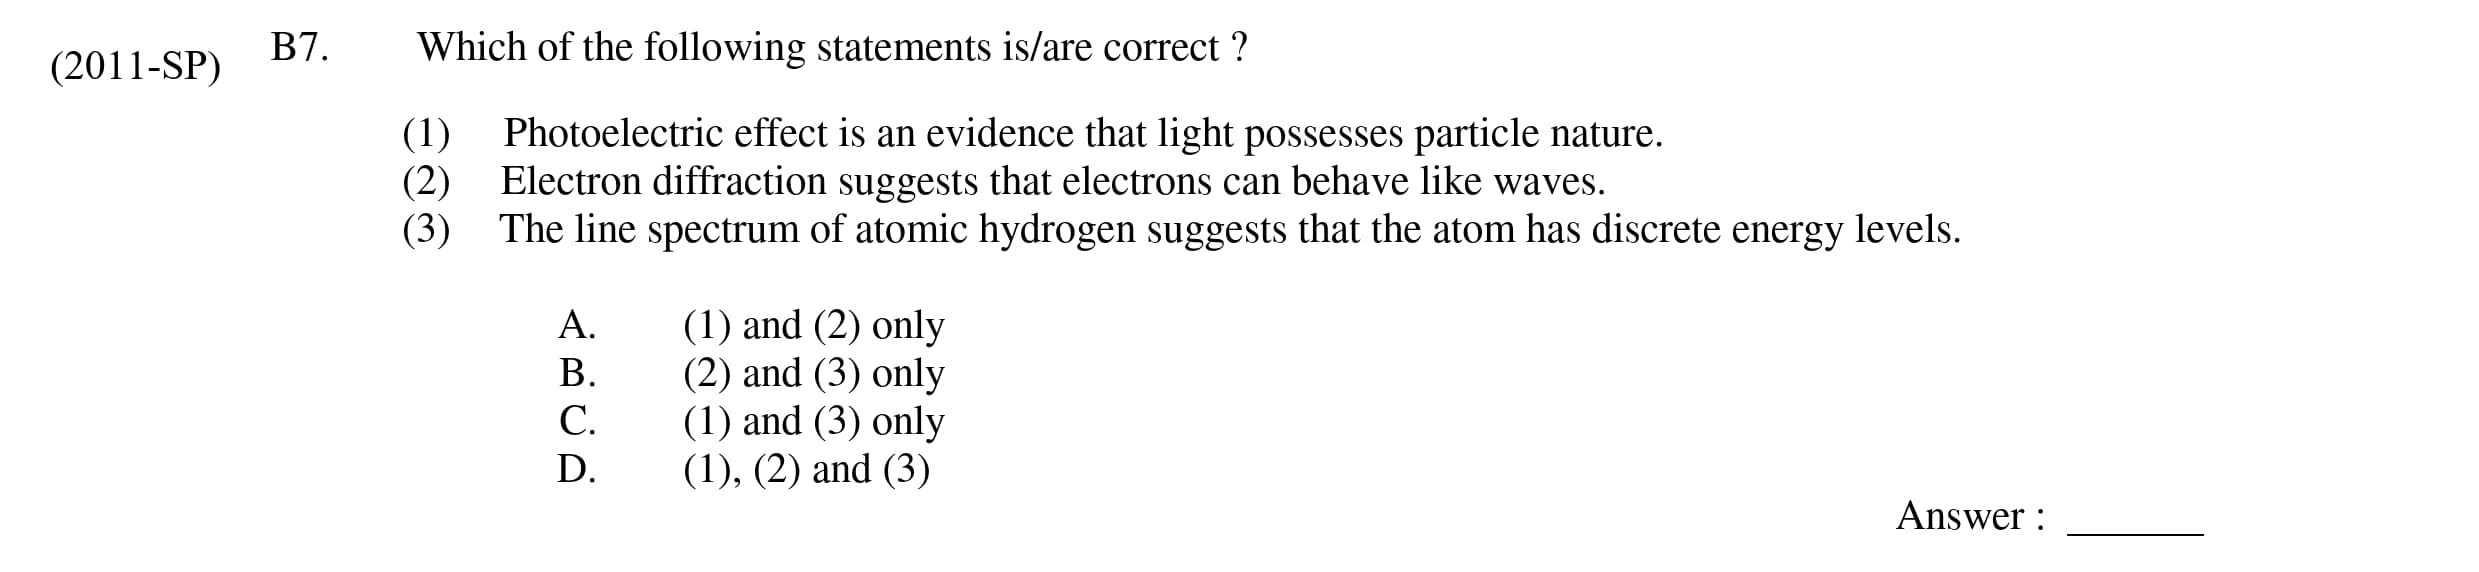 (2011-SP) B7. Which of the following statements is/are correct ?
(1) Photoelectric effect is an evidence that light possesses particle nature.
(2) Electron diffraction suggests that electrons can behave like waves.
(3) The line spectrum of atomic hydrogen suggests that the atom has discrete energy levels.
A. (1) and (2) only
B. (2) and (3) only
C. (1) and (3) only
D. (1), (2) and (3)
Answer : ______